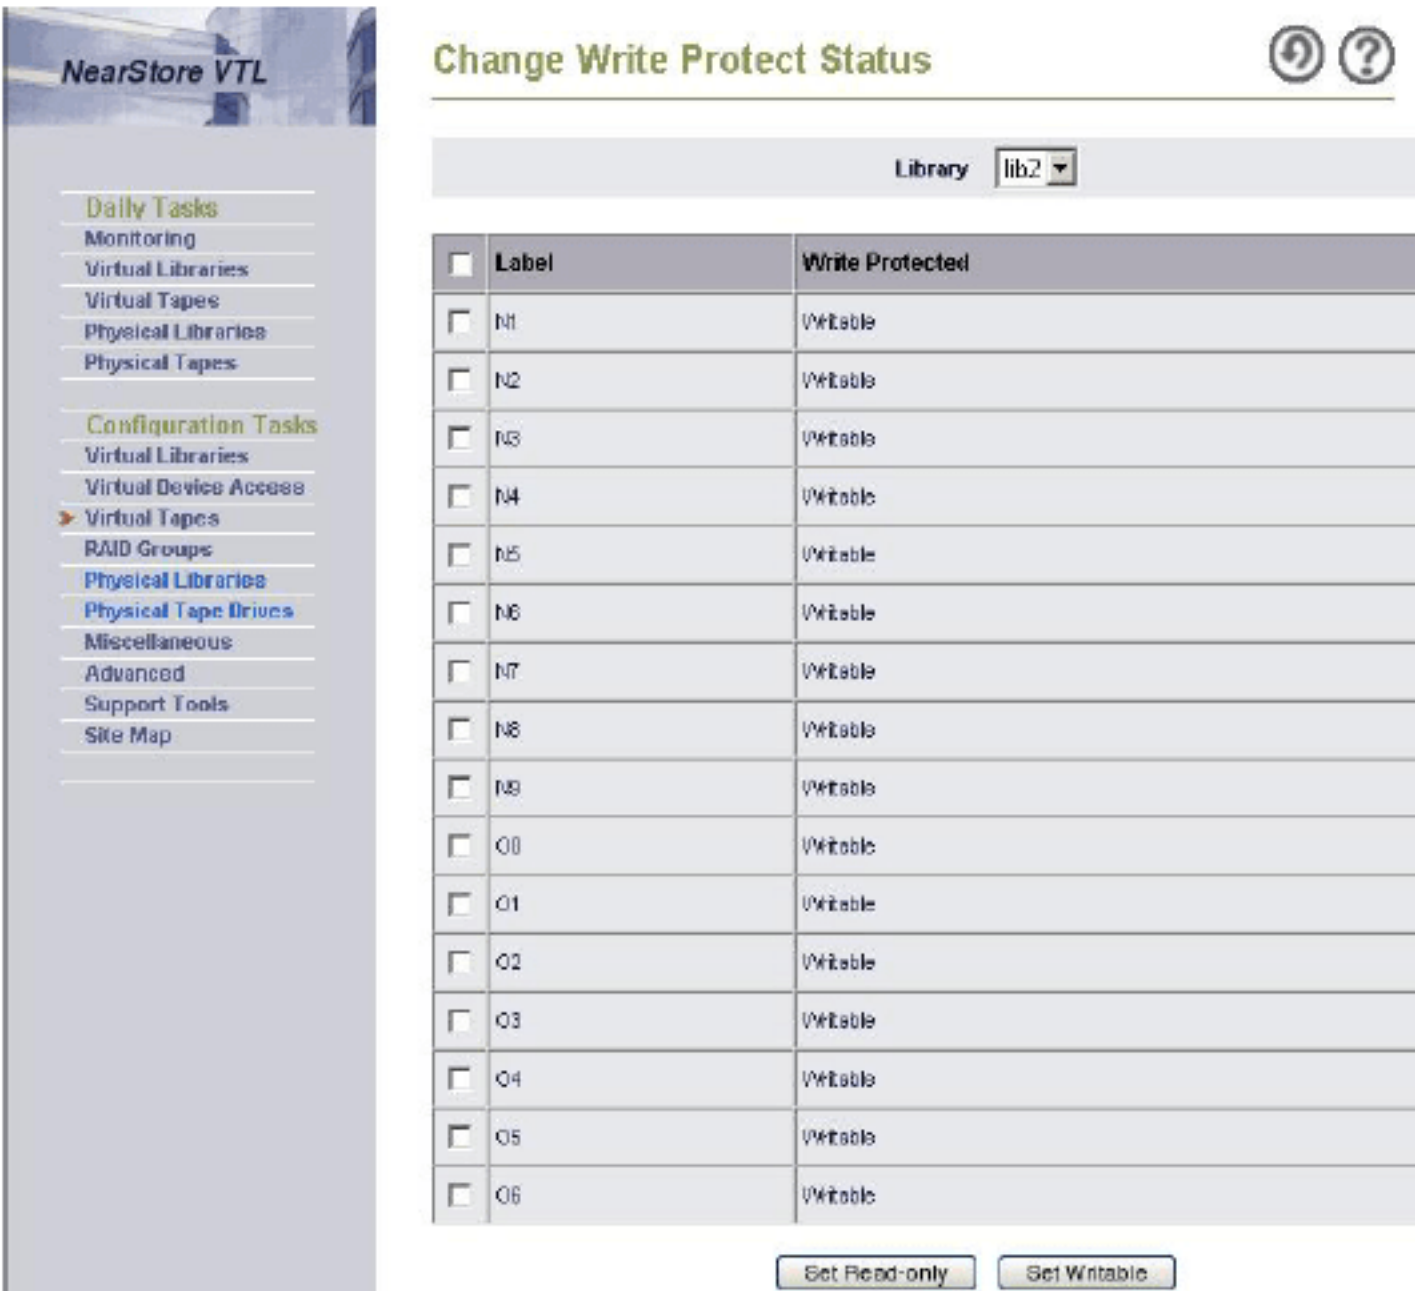 NearStore VTL
Daily Tasks
Monitoring
Virtual Libraries
Virtual Tapes
Physical Libraries
Physical Tapes
Configuration Tasks
Virtual Libraries
Virtual Device Access
Virtual Tapes
RAID Groups
Physical Libraries
Physical Tape Drives
Miscellaneous
Advanced
Support Tools
Site Map
Change Write Protect Status
?
Library lib2
Label Write Protected
N1 Writable
N2 Writable
N3 Writable
N4 Writable
N5 Writable
N6 Writable
N7 Writable
N8 Writable
N9 Writable
O0 Writable
O1 Writable
O2 Writable
O3 Writable
O4 Writable
O5 Writable
O6 Writable
Set Read-only Set Writable